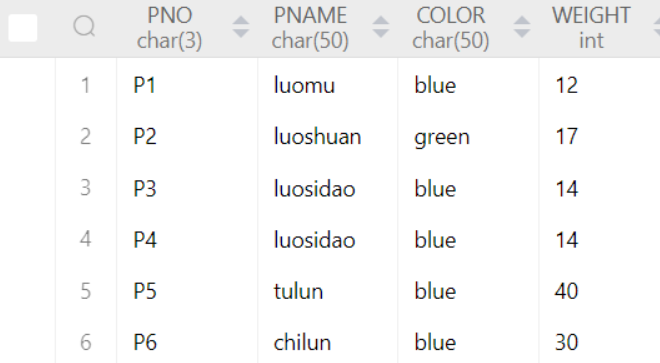 PNO PNAME COLOR WEIGHT
char(3) char(50) char(50) int
1 P1 luomu blue 12
2 P2 luoshuan green 17
3 P3 luosidao blue 14
4 P4 luosidao blue 14
5 P5 tulun blue 40
6 P6 chilun blue 30